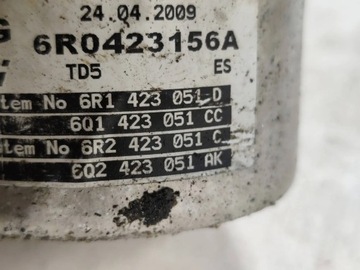 24.04.2009
6R0423156A
TD5 ES
tem No 6R1 423 051 D
6Q1 423 051 CC
tem No 6R2 423 051 C
6Q2 423 051 AK